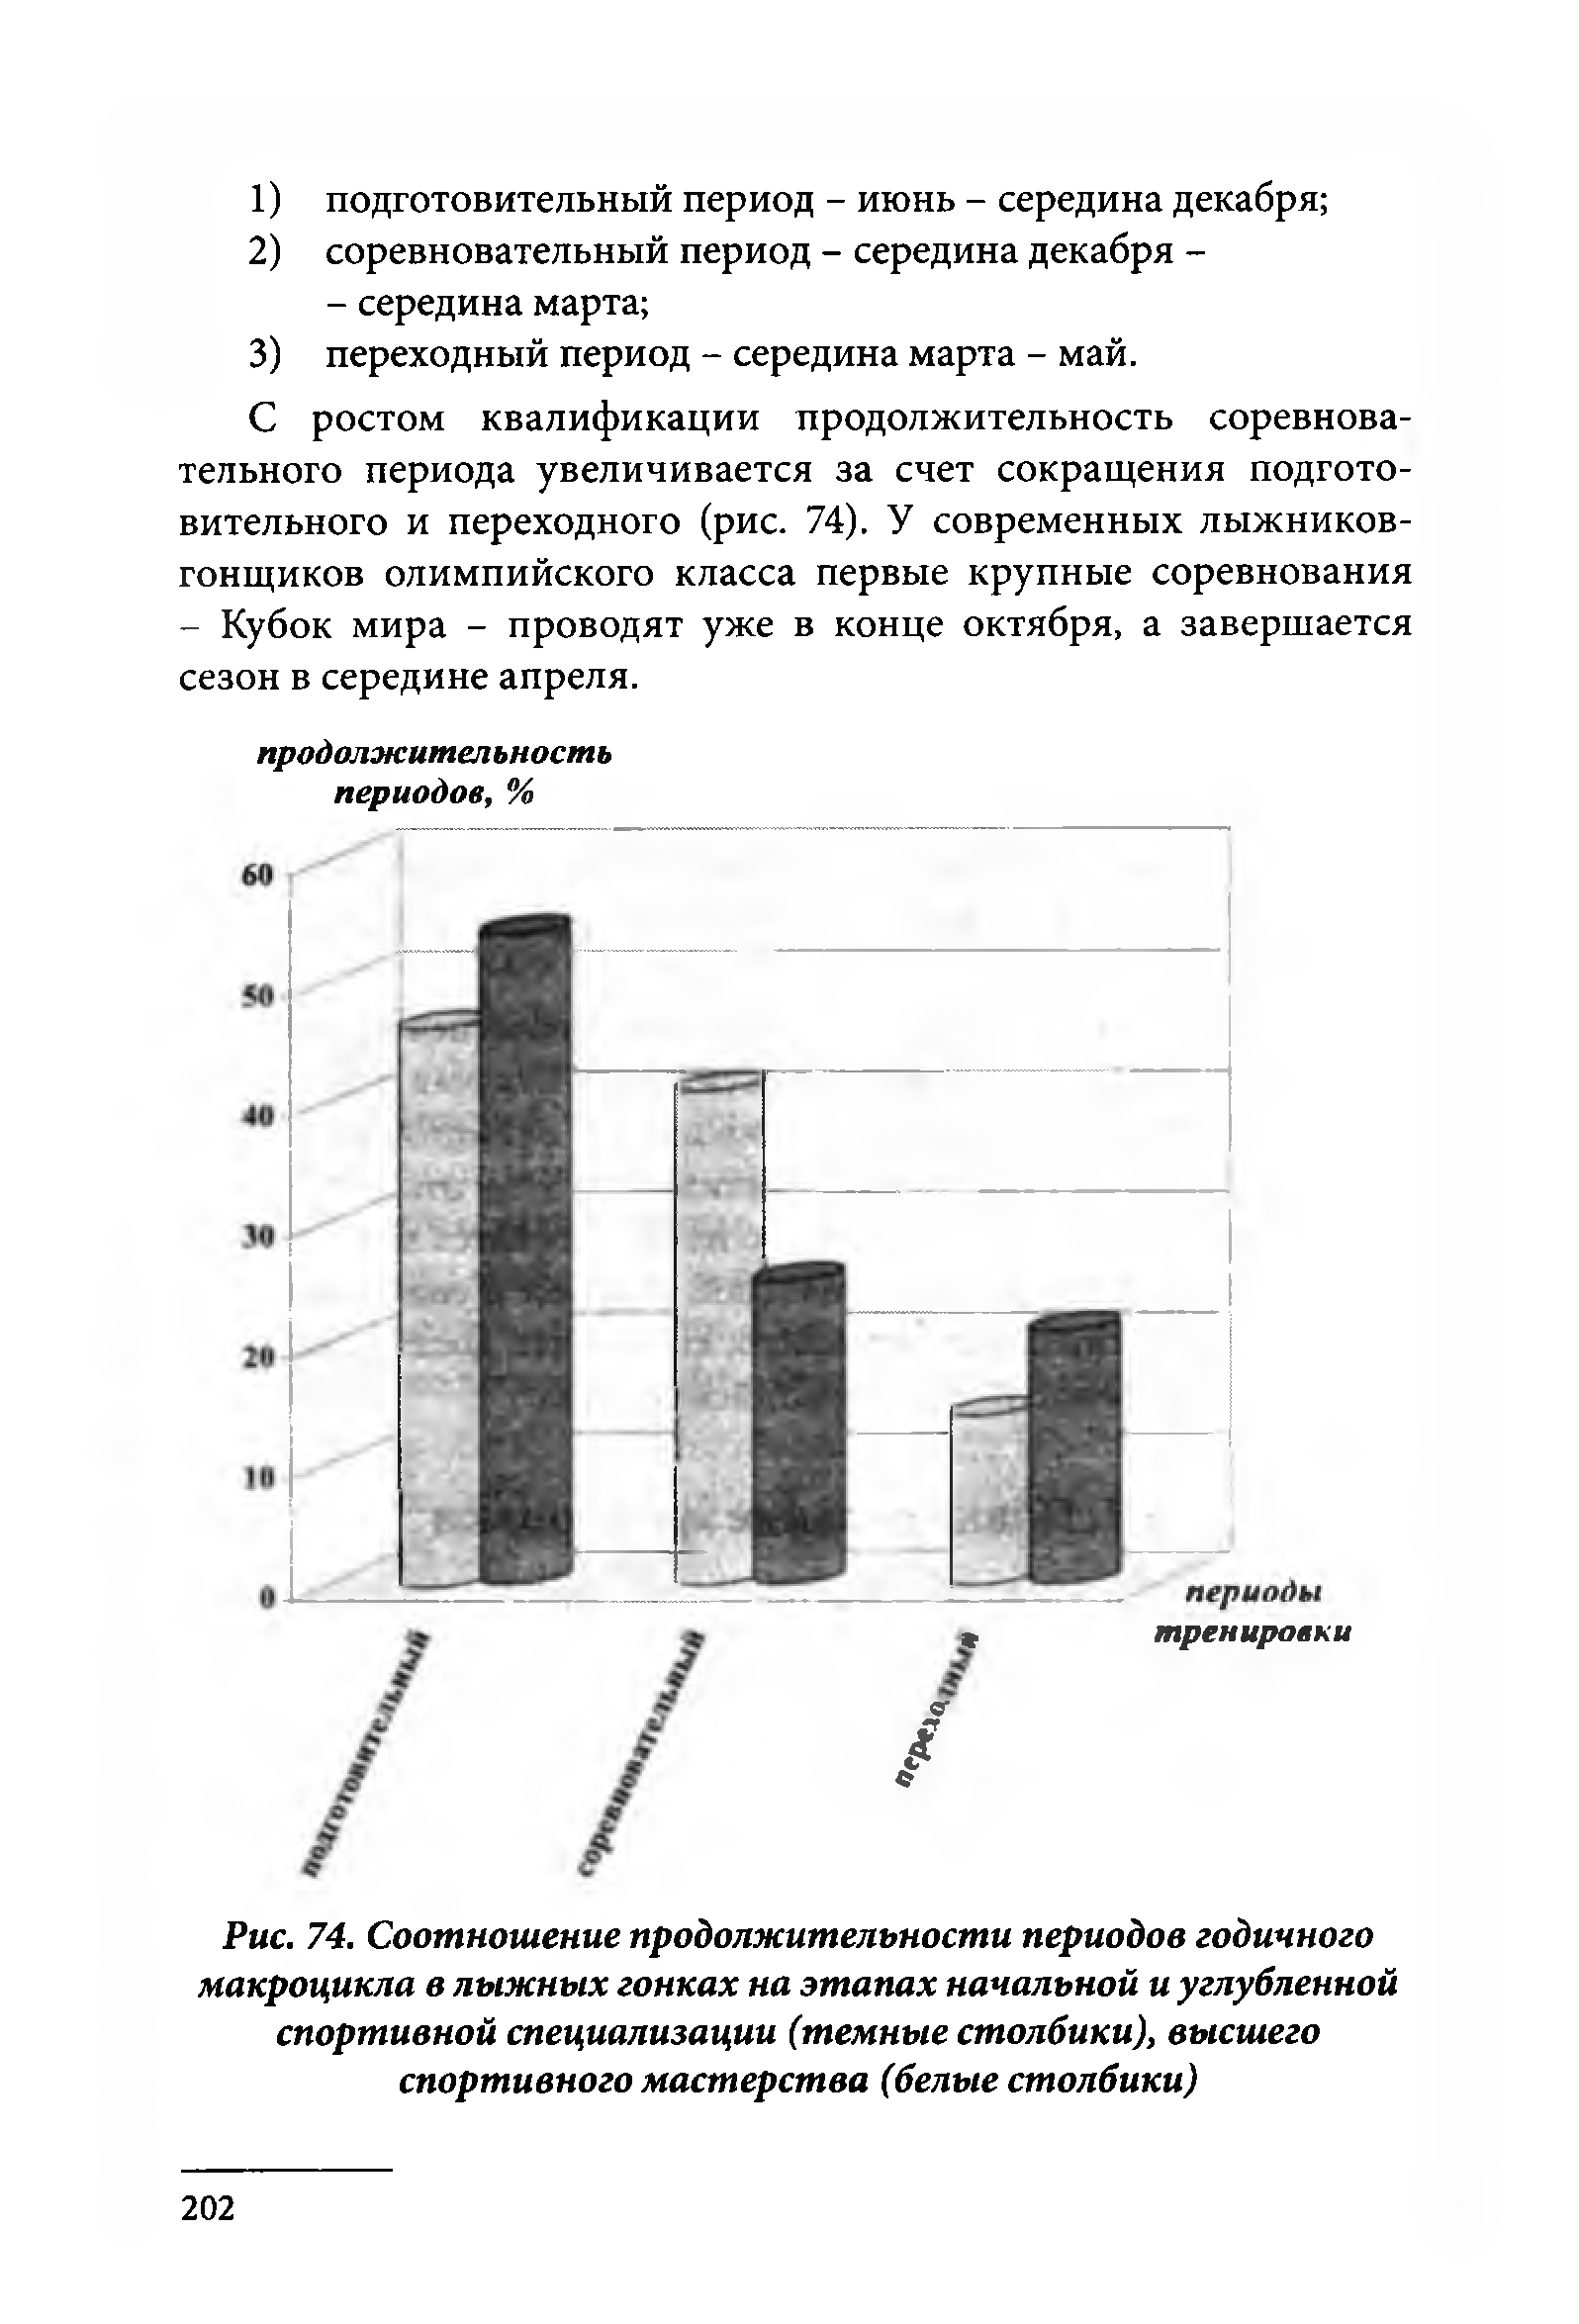 1) подготовительный период – июнь – середина декабря;
2) соревновательный период – середина декабря –
– середина марта;
3) переходный период – середина марта – май.
С ростом квалификации продолжительность соревнова-
тельного периода увеличивается за счет сокращения подгото-
вительного и переходного (рис. 74). У современных лыжников-
гонщиков олимпийского класса первые крупные соревнования
– Кубок мира – проводят уже в конце октября, а завершается
сезон в середине апреля.
продолжительность
периодов, %
60
50
40
30
20
10
0
периоды
тренировки
подготовительный
соревновательный
переходный
Рис. 74. Соотношение продолжительности периодов годичного
макроцикла в лыжных гонках на этапах начальной и углубленной
спортивной специализации (темные столбики), высшего
спортивного мастерства (белые столбики)
202